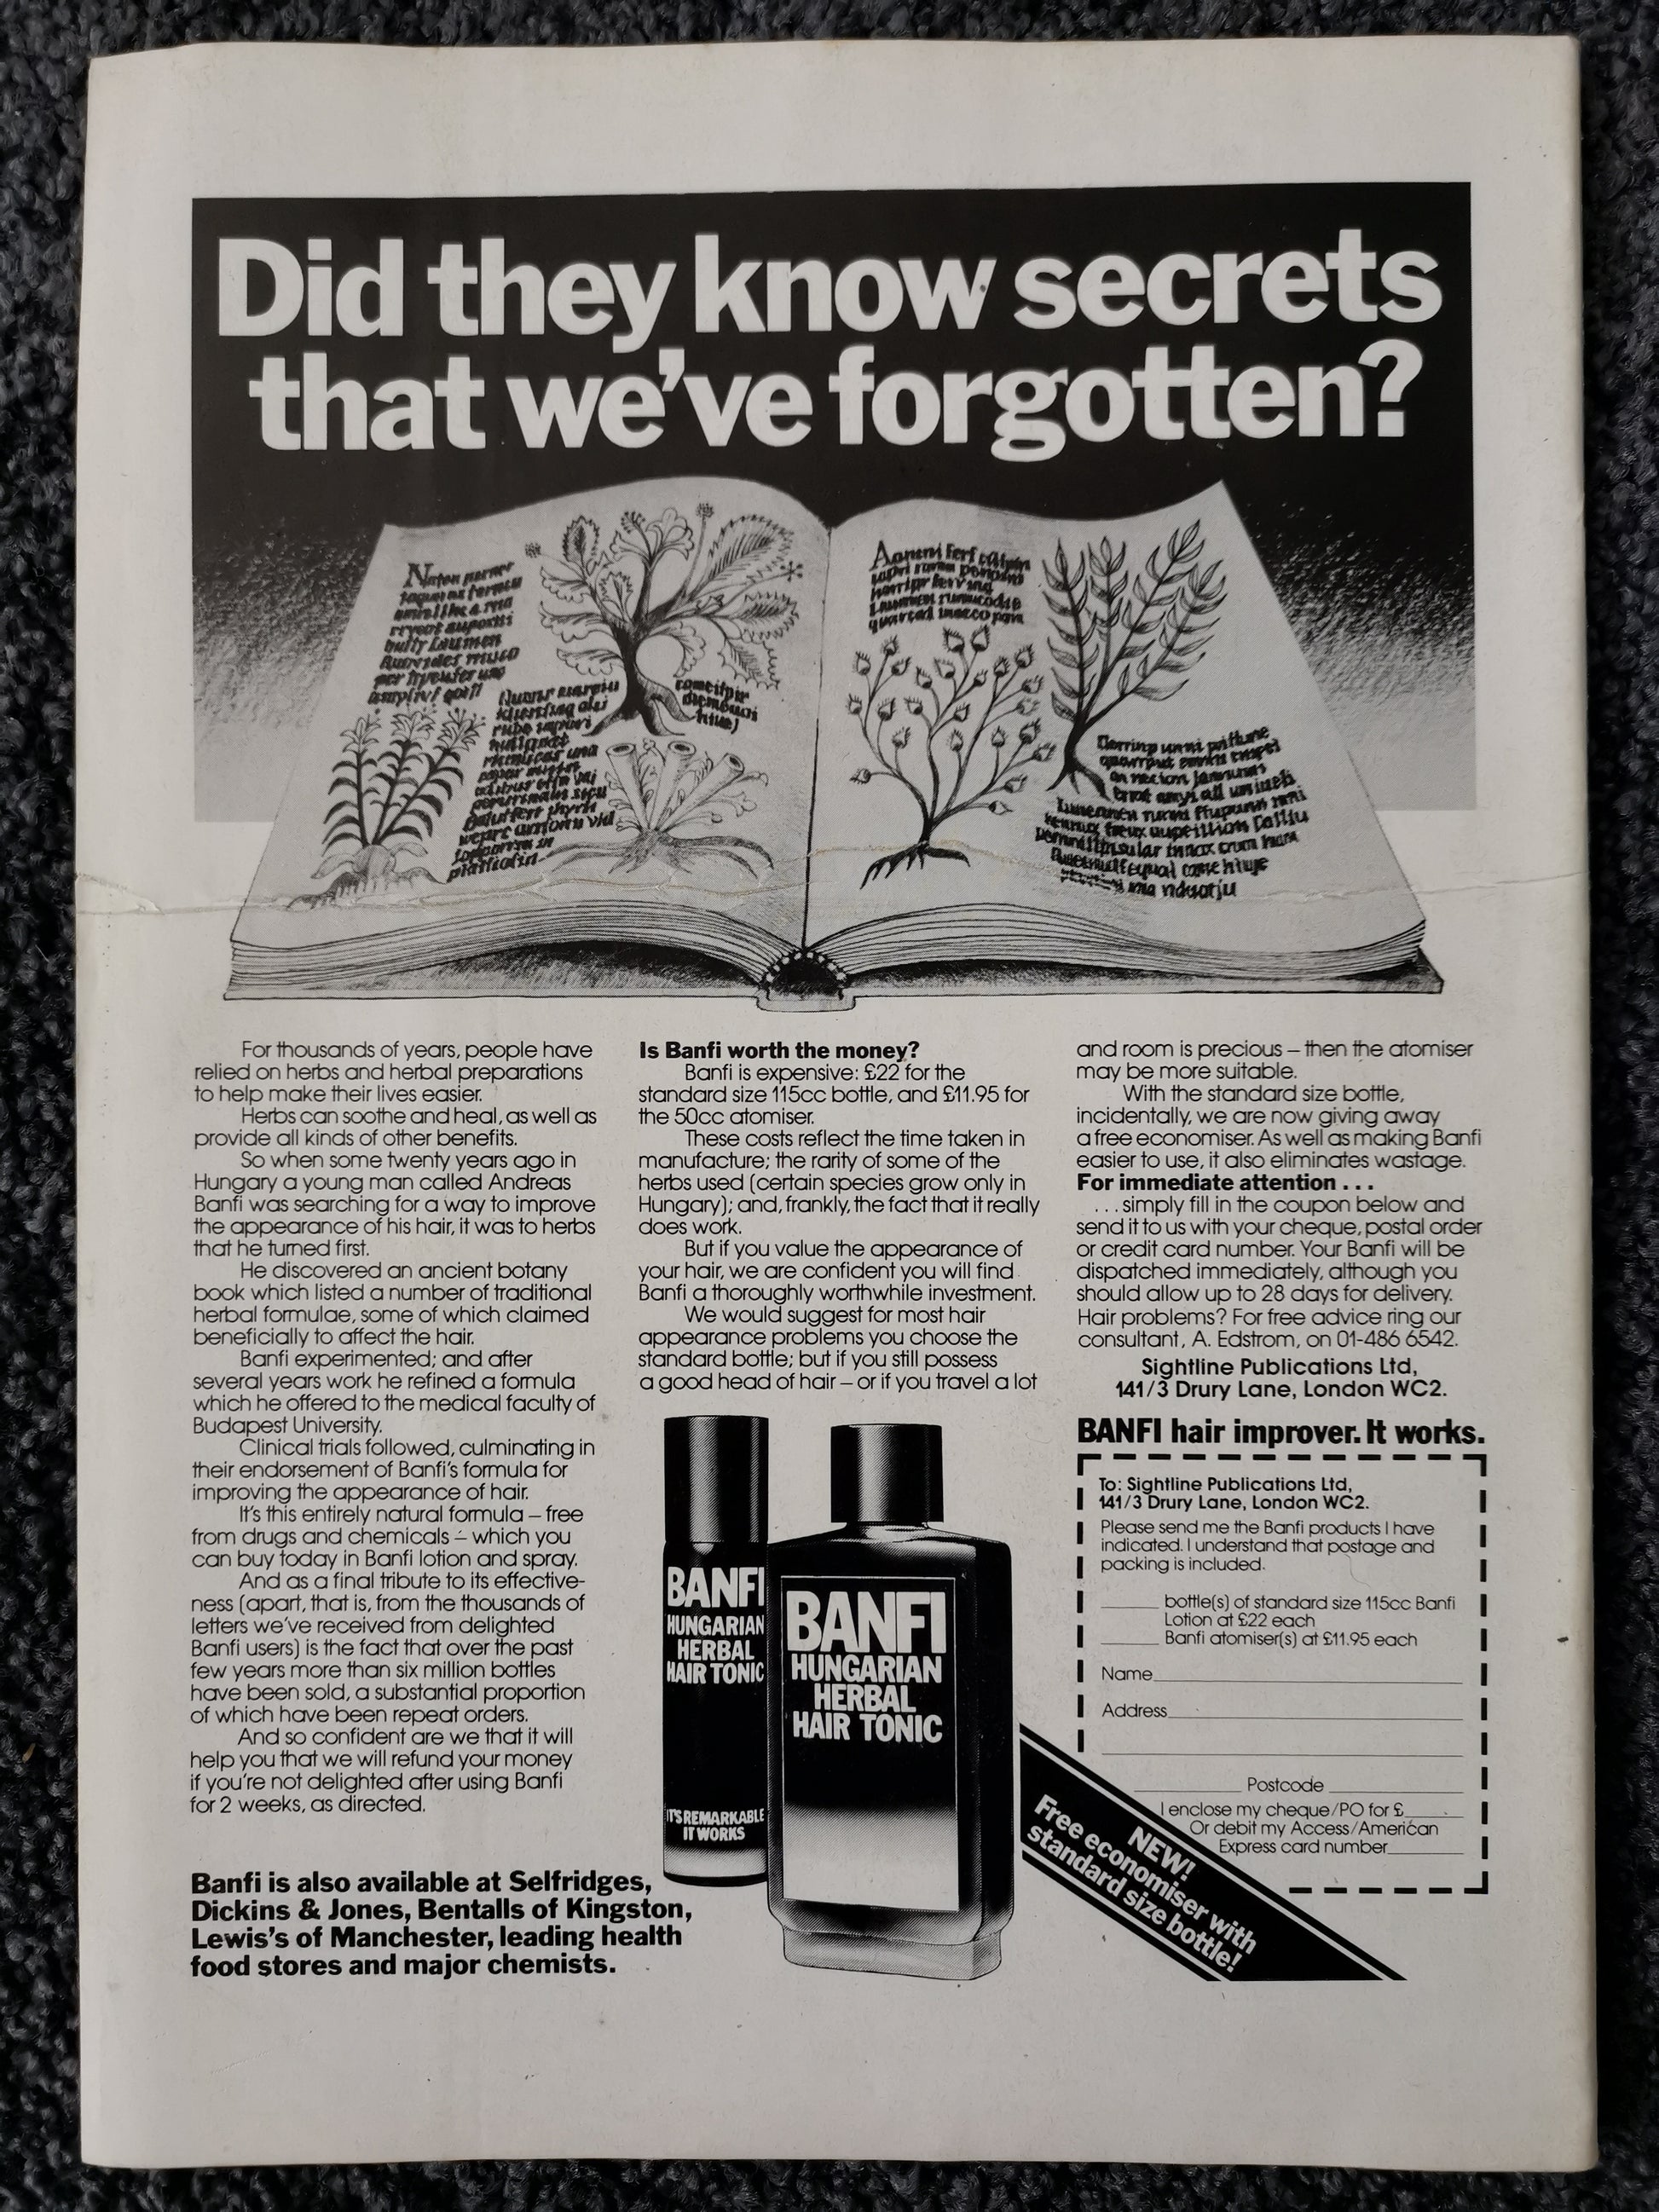 Did they know secrets
that we've forgotten?
For thousands of years, people have
relied on herbs and herbal preparations
to help make their lives easier.
Herbs can soothe and heal, as well as
provide all kinds of other benefits.
So when some twenty years ago in
Hungary a young man called Andreas
Banfi was searching for a way to improve
the appearance of his hair, it was to herbs
that he turned first.
He discovered an ancient botany
book which listed a number of traditional
herbal formulae, some of which claimed
beneficially to affect the hair.
Banfi experimented; and after
several years work he refined a formula
which he offered to the medical faculty of
Budapest University.
Clinical trials followed, culminating in
their endorsement of Banfi's formula for
improving the appearance of hair.
It's this entirely natural formula – free
from drugs and chemicals – which you
can buy today in Banfi lotion and spray.
And as a final tribute to its effective-
ness (apart, that is, from the thousands of
letters we've received from delighted
Banfi users) is the fact that over the past
few years more than six million bottles
have been sold, a substantial proportion
of which have been repeat orders.
And so confident are we that it will
help you that we will refund your money
if you're not delighted after using Banfi
for 2 weeks, as directed.
Banfi is also available at Selfridges,
Dickins & Jones, Bentalls of Kingston,
Lewis's of Manchester, leading health
food stores and major chemists.
Is Banfi worth the money?
Banfi is expensive: £22 for the
standard size 115cc bottle, and £11.95 for
the 50cc atomiser.
These costs reflect the time taken in
manufacture; the rarity of some of the
herbs used (certain species grow only in
Hungary); and, frankly, the fact that it really
does work.
But if you value the appearance of
your hair, we are confident you will find
Banfi a thoroughly worthwhile investment.
We would suggest for most hair
appearance problems you choose the
standard bottle; but if you still possess
a good head of hair – or if you travel a lot
BANFI
HUNGARIAN
HERBAL
HAIR TONIC
IT'S REMARKABLE
IT WORKS
BANFI
HUNGARIAN
HERBAL
HAIR TONIC
and room is precious – then the atomiser
may be more suitable.
With the standard size bottle,
incidentally, we are now giving away
a free economiser. As well as making Banfi
easier to use, it also eliminates wastage.
For immediate attention . . .
. . . simply fill in the coupon below and
send it to us with your cheque, postal order
or credit card number. Your Banfi will be
dispatched immediately, although you
should allow up to 28 days for delivery.
Hair problems? For free advice ring our
consultant, A. Edstrom, on 01-486 6542.
Sightline Publications Ltd,
141/3 Drury Lane, London WC2.
BANFI hair improver. It works.
To: Sightline Publications Ltd,
141/3 Drury Lane, London WC2.
Please send me the Banfi products I have
indicated. I understand that postage and
packing is included.
bottle(s) of standard size 115cc Banfi
Lotion at £22 each
Banfi atomiser(s) at £11.95 each
Name
Address
Postcode
I enclose my cheque/PO for £
Or debit my Access/American
Express card number
NEW!
Free economiser with
standard size bottle!